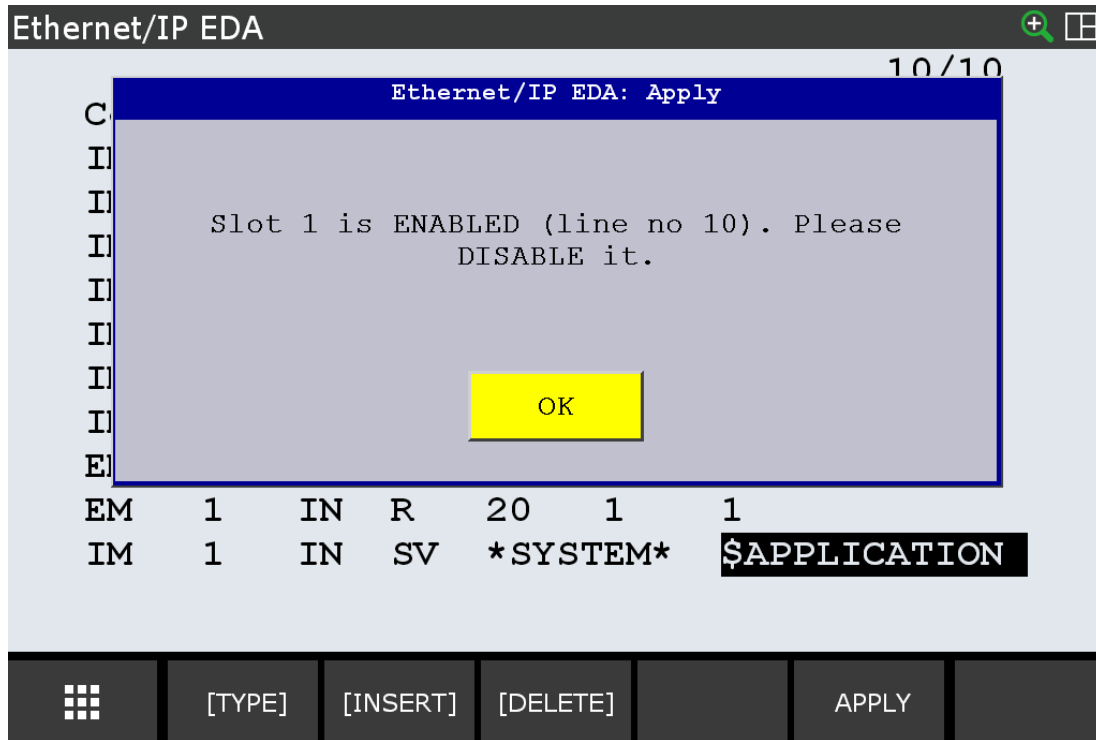 Ethernet/IP EDA
10/10
Ethernet/IP EDA: Apply
Slot 1 is ENABLED (line no 10). Please
DISABLE it.
OK
EM 1 IN R 20 1 1
IM 1 IN SV *SYSTEM* $APPLICATION
[TYPE] [INSERT] [DELETE] APPLY